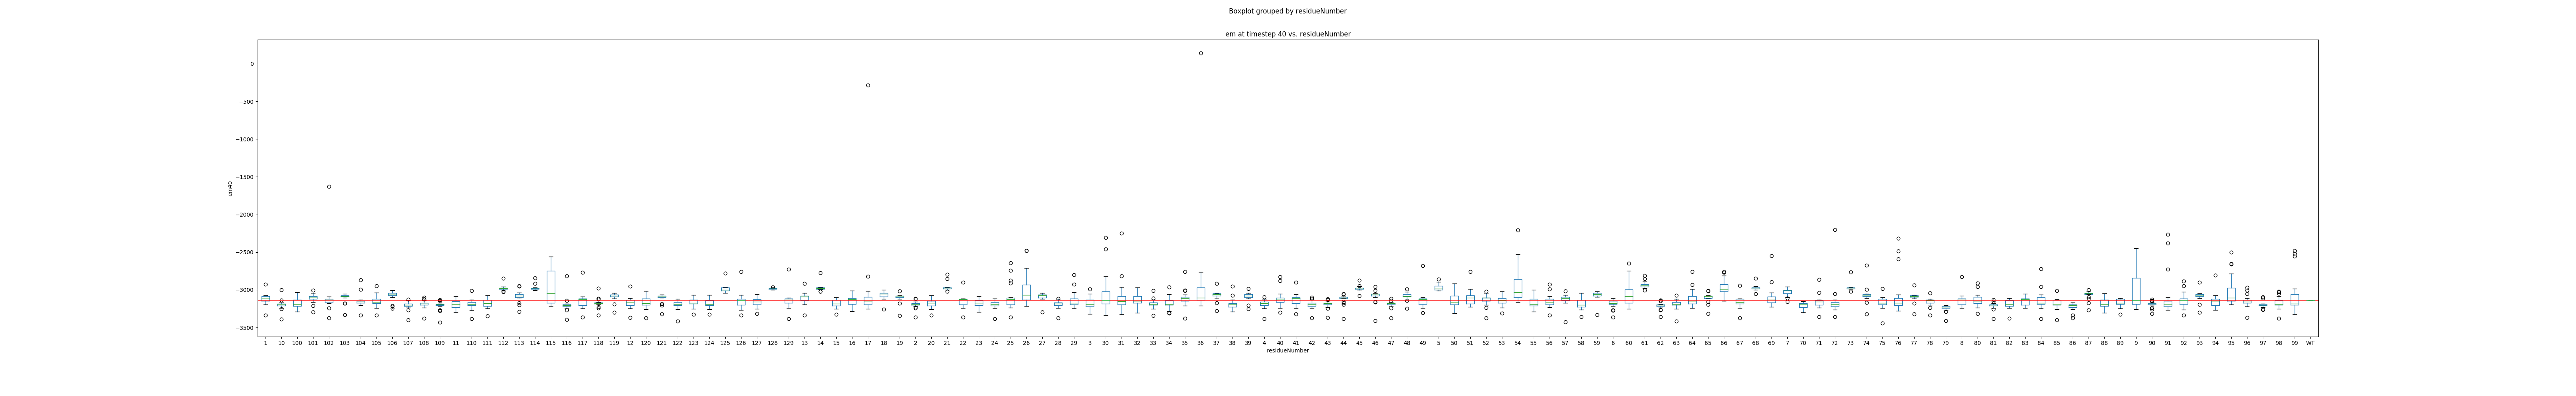 Boxplot grouped by residueNumber
em at timestep 40 vs. residueNumber
0
−500
−1000
−1500
−2000
−2500
−3000
−3500
em40
1 10 100 101 102 103 104 105 106 107 108 109 11 110 111 112 113 114 115 116 117 118 119 12 120 121 122 123 124 125 126 127 128 129 13 14 15 16 17 18 19 2 20 21 22 23 24 25 26 27 28 29 3 30 31 32 33 34 35 36 37 38 39 4 40 41 42 43 44 45 46 47 48 49 5 50 51 52 53 54 55 56 57 58 59 6 60 61 62 63 64 65 66 67 68 69 7 70 71 72 73 74 75 76 77 78 79 8 80 81 82 83 84 85 86 87 88 89 9 90 91 92 93 94 95 96 97 98 99 WT
residueNumber